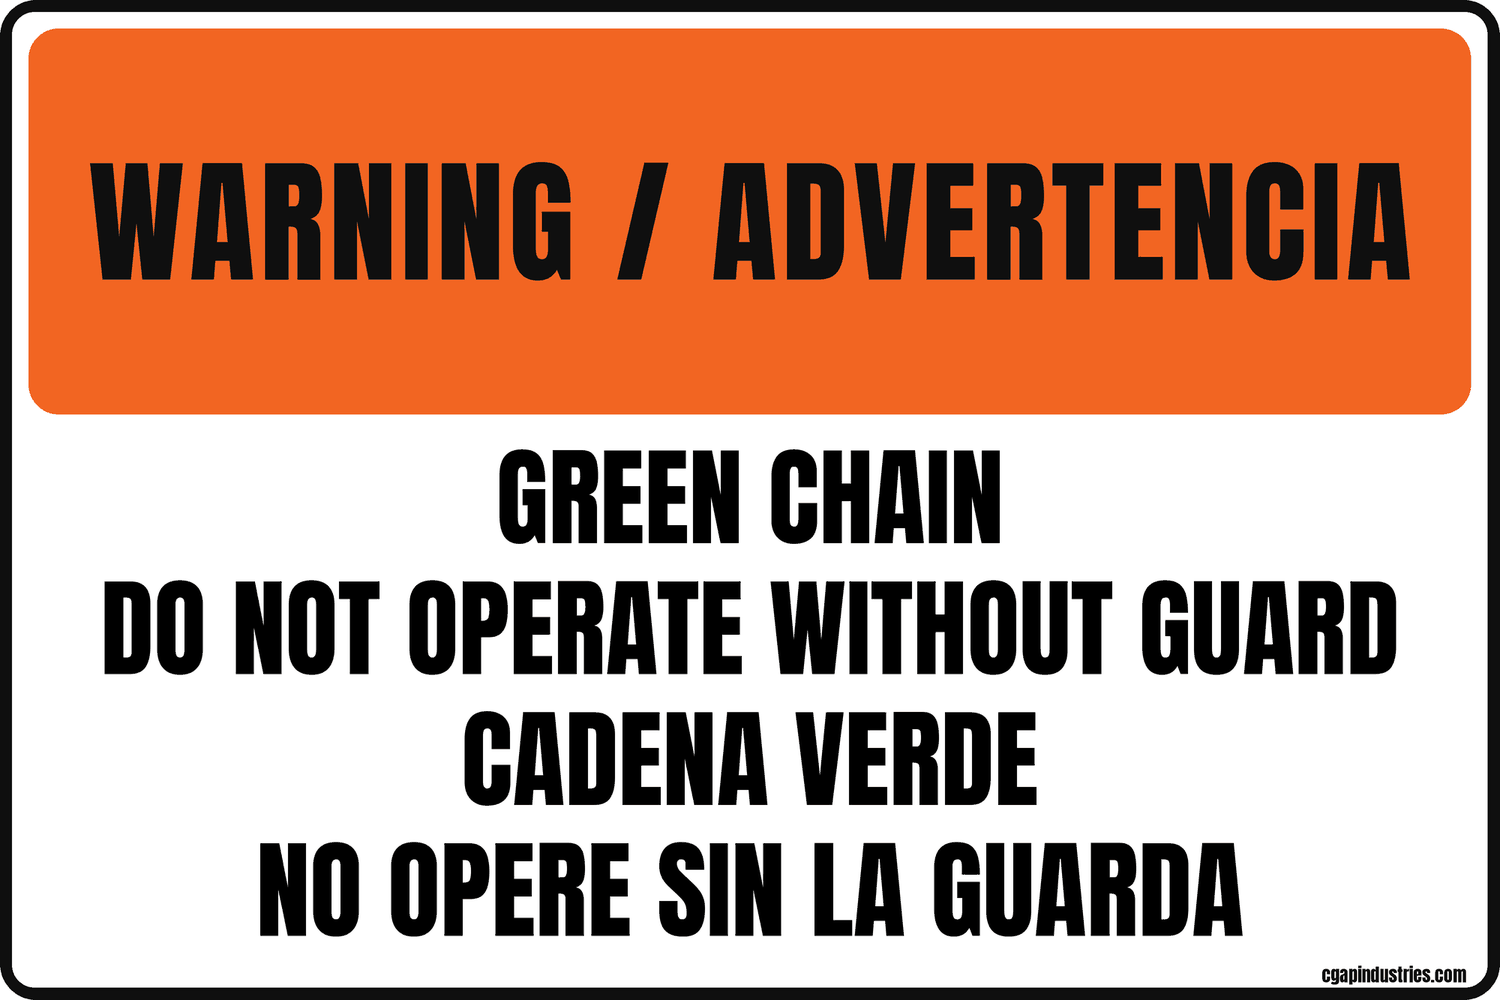 WARNING / ADVERTENCIA
GREEN CHAIN
DO NOT OPERATE WITHOUT GUARD
CADENA VERDE
NO OPERE SIN LA GUARDA
cgapindustries.com